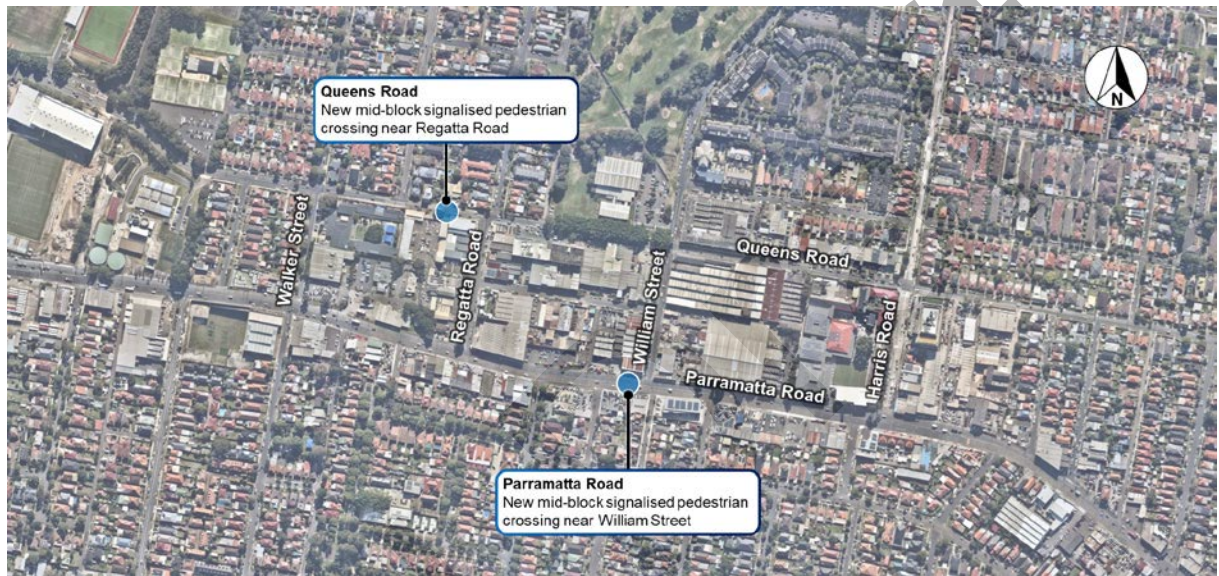 N
Queens Road
New mid-block signalised pedestrian
crossing near Regatta Road
Walker Street
Regatta Road
William Street
Queens Road
Harris Road
Parramatta Road
Parramatta Road
New mid-block signalised pedestrian
crossing near William Street